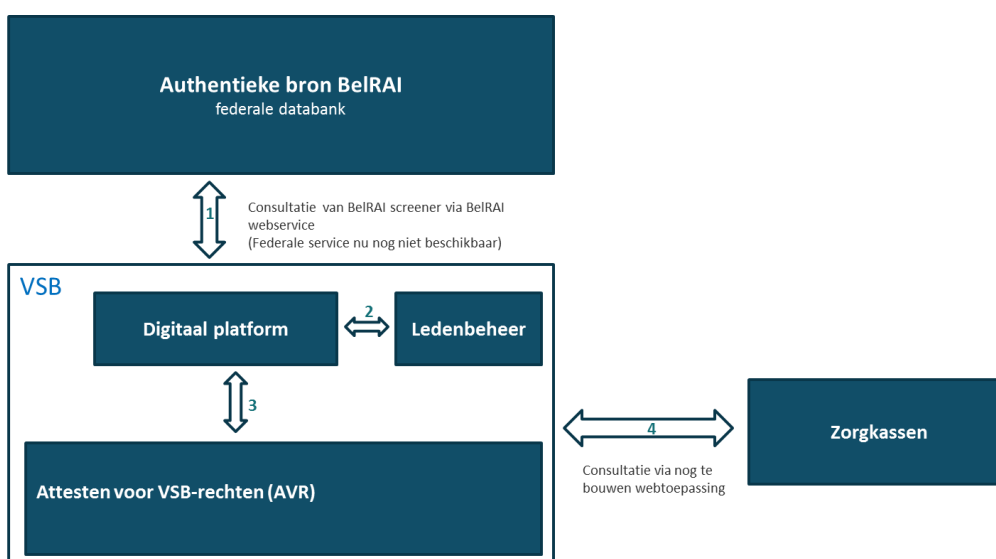 Authentieke bron BelRAI
federale databank
1
Consultatie van BelRAI screener via BelRAI
webservice
(Federale service nu nog niet beschikbaar)
VSB
Digitaal platform
2
Ledenbeheer
3
Attesten voor VSB-rechten (AVR)
4
Consultatie via nog te
bouwen webtoepassing
Zorgkassen